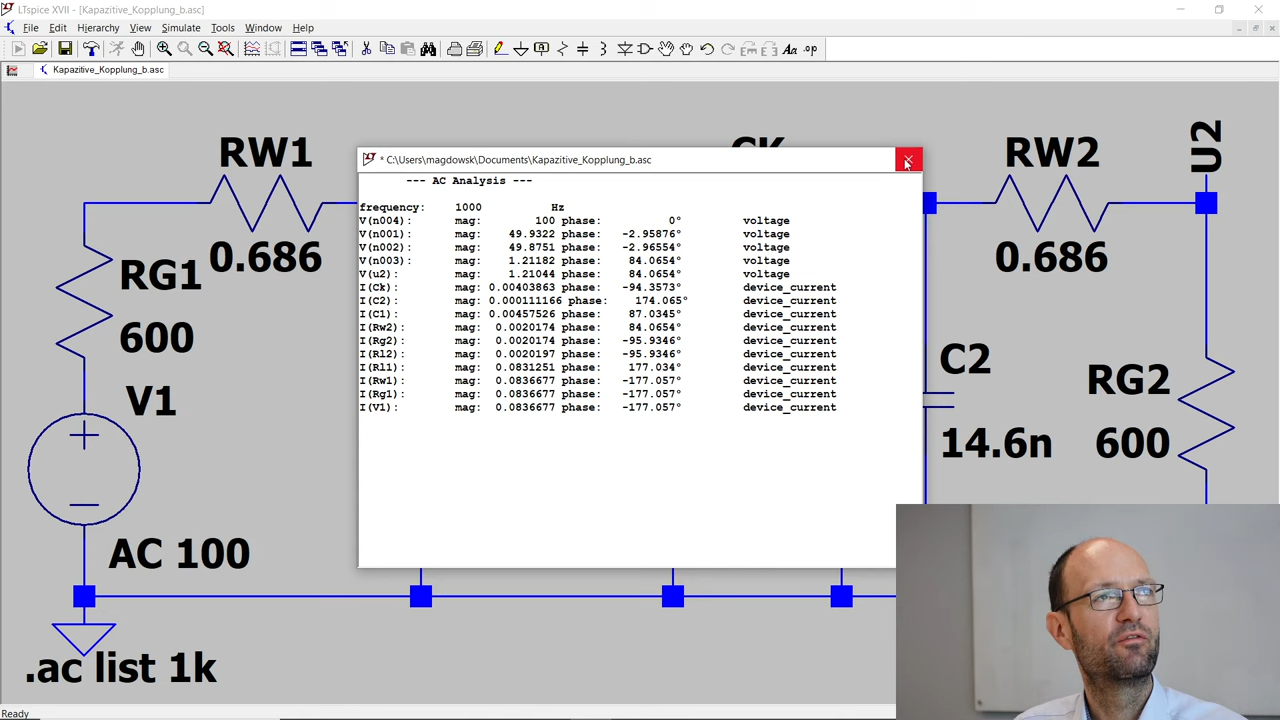 LTspice XVII - [Kapazitive_Kopplung_b.asc]
File Edit Hierarchy View Simulate Tools Window Help
Aa .op
Kapazitive_Kopplung_b.asc
RW1
RW2
U2
* C:\Users\magdowsk\Documents\Kapazitive_Kopplung_b.asc
--- AC Analysis ---
frequency: 1000 Hz
V(n004): mag: 100 phase: 0° voltage
V(n001): mag: 49.9322 phase: -2.95876° voltage
V(n002): mag: 49.8751 phase: -2.96554° voltage
V(n003): mag: 1.21182 phase: 84.0654° voltage
V(u2): mag: 1.21044 phase: 84.0654° voltage
I(Ck): mag: 0.00403863 phase: -94.3573° device_current
I(C2): mag: 0.000111166 phase: 174.065° device_current
I(C1): mag: 0.00457526 phase: 87.0345° device_current
I(Rw2): mag: 0.0020174 phase: 84.0654° device_current
I(Rg2): mag: 0.0020174 phase: -95.9346° device_current
I(Rl2): mag: 0.0020197 phase: -95.9346° device_current
I(Rl1): mag: 0.0831251 phase: 177.034° device_current
I(Rw1): mag: 0.0836677 phase: -177.057° device_current
I(Rg1): mag: 0.0836677 phase: -177.057° device_current
I(V1): mag: 0.0836677 phase: -177.057° device_current
0.686
0.686
RG1
600
V1
C2
14.6n
RG2
600
AC 100
.ac list 1k
Ready